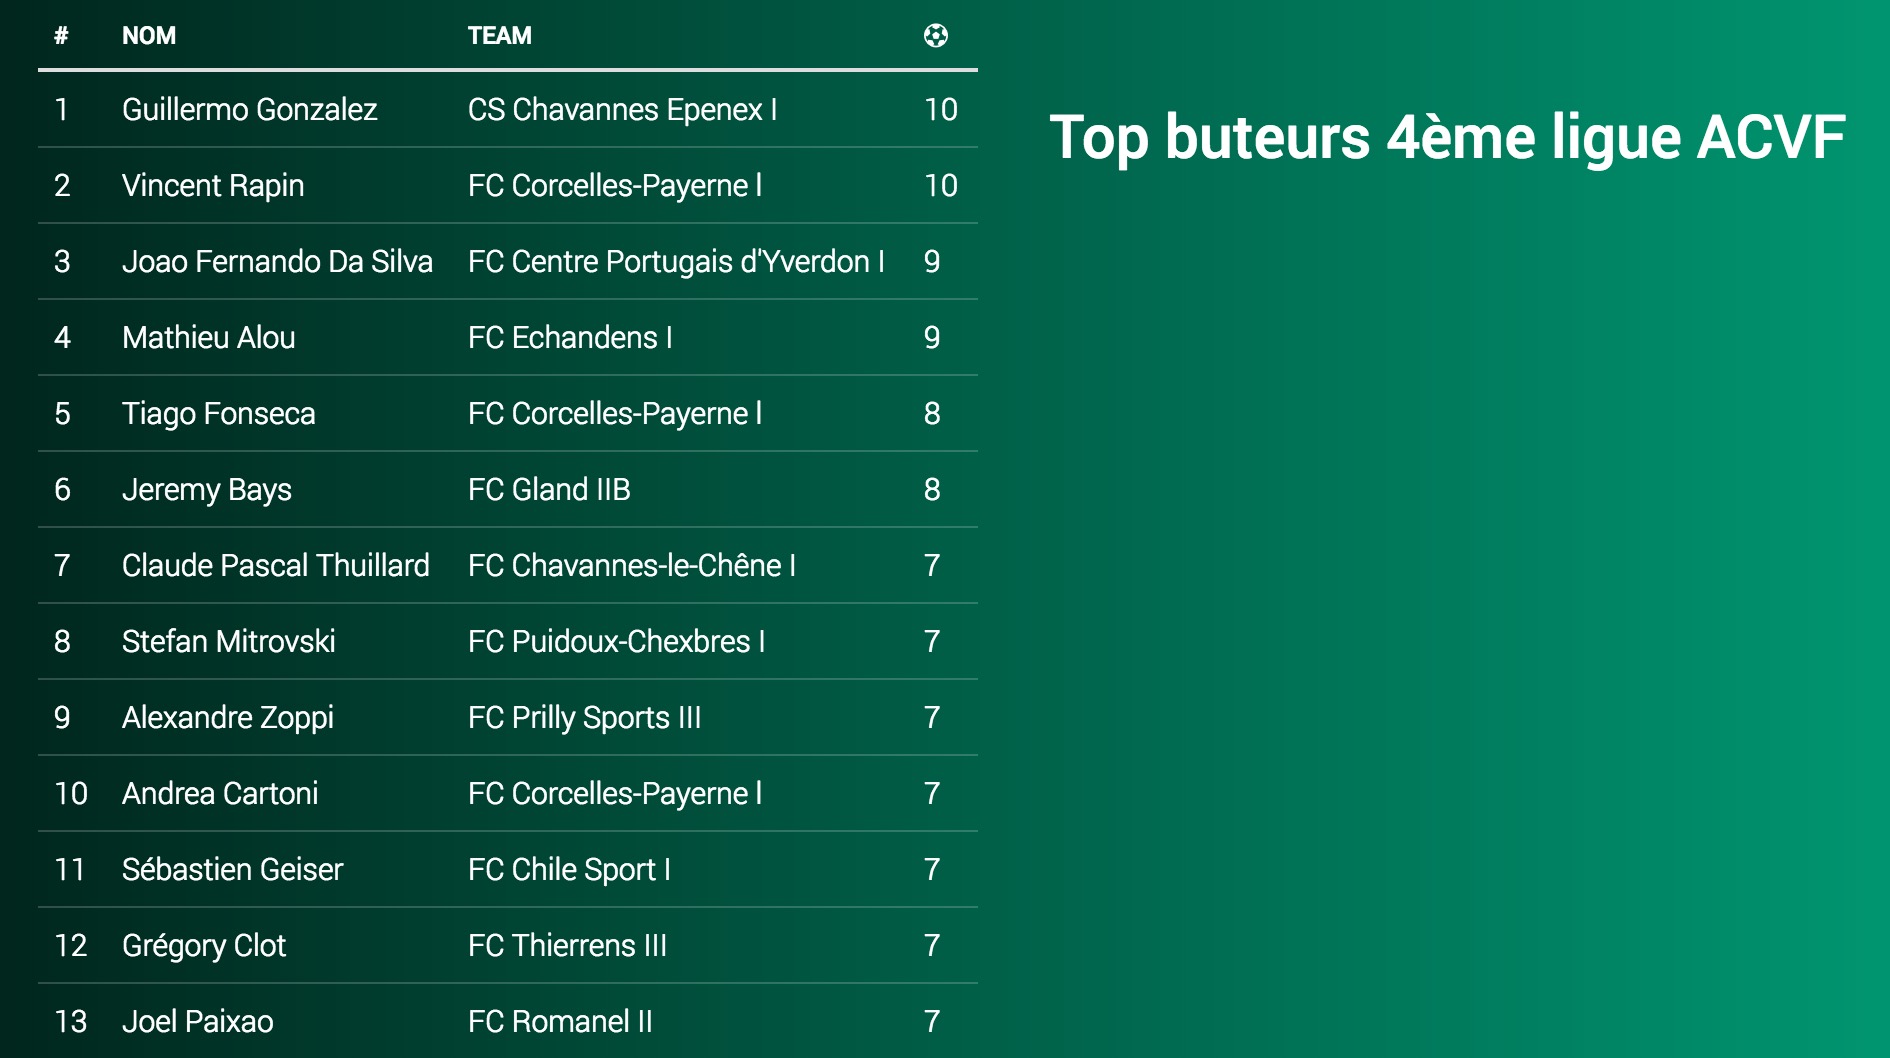 # NOM TEAM
1 Guillermo Gonzalez CS Chavannes Epenex I 10
2 Vincent Rapin FC Corcelles-Payerne l 10
3 Joao Fernando Da Silva FC Centre Portugais d'Yverdon I 9
4 Mathieu Alou FC Echandens I 9
5 Tiago Fonseca FC Corcelles-Payerne l 8
6 Jeremy Bays FC Gland IIB 8
7 Claude Pascal Thuillard FC Chavannes-le-Chêne I 7
8 Stefan Mitrovski FC Puidoux-Chexbres I 7
9 Alexandre Zoppi FC Prilly Sports III 7
10 Andrea Cartoni FC Corcelles-Payerne l 7
11 Sébastien Geiser FC Chile Sport I 7
12 Grégory Clot FC Thierrens III 7
13 Joel Paixao FC Romanel II 7
Top buteurs 4ème ligue ACVF